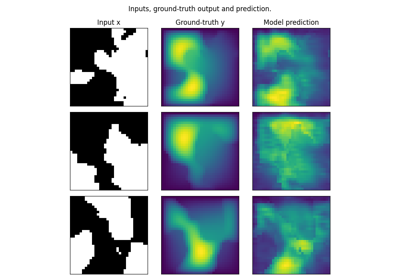 Inputs, ground-truth output and prediction.
Input x
Ground-truth y
Model prediction